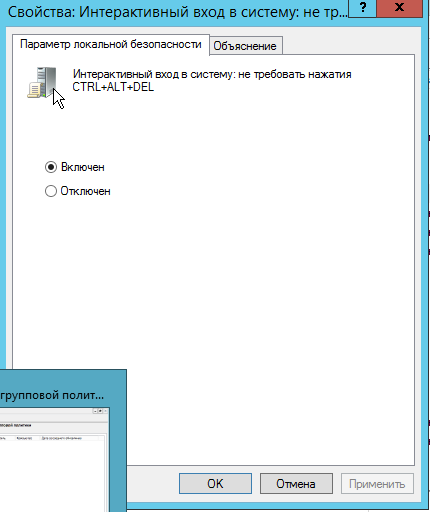 Свойства: Интерактивный вход в систему: не тр...
?
x
Параметр локальной безопасности
Объяснение
Интерактивный вход в систему: не требовать нажатия
CTRL+ALT+DEL
Включен
Отключен
групповой полит...
OK
Отмена
Применить